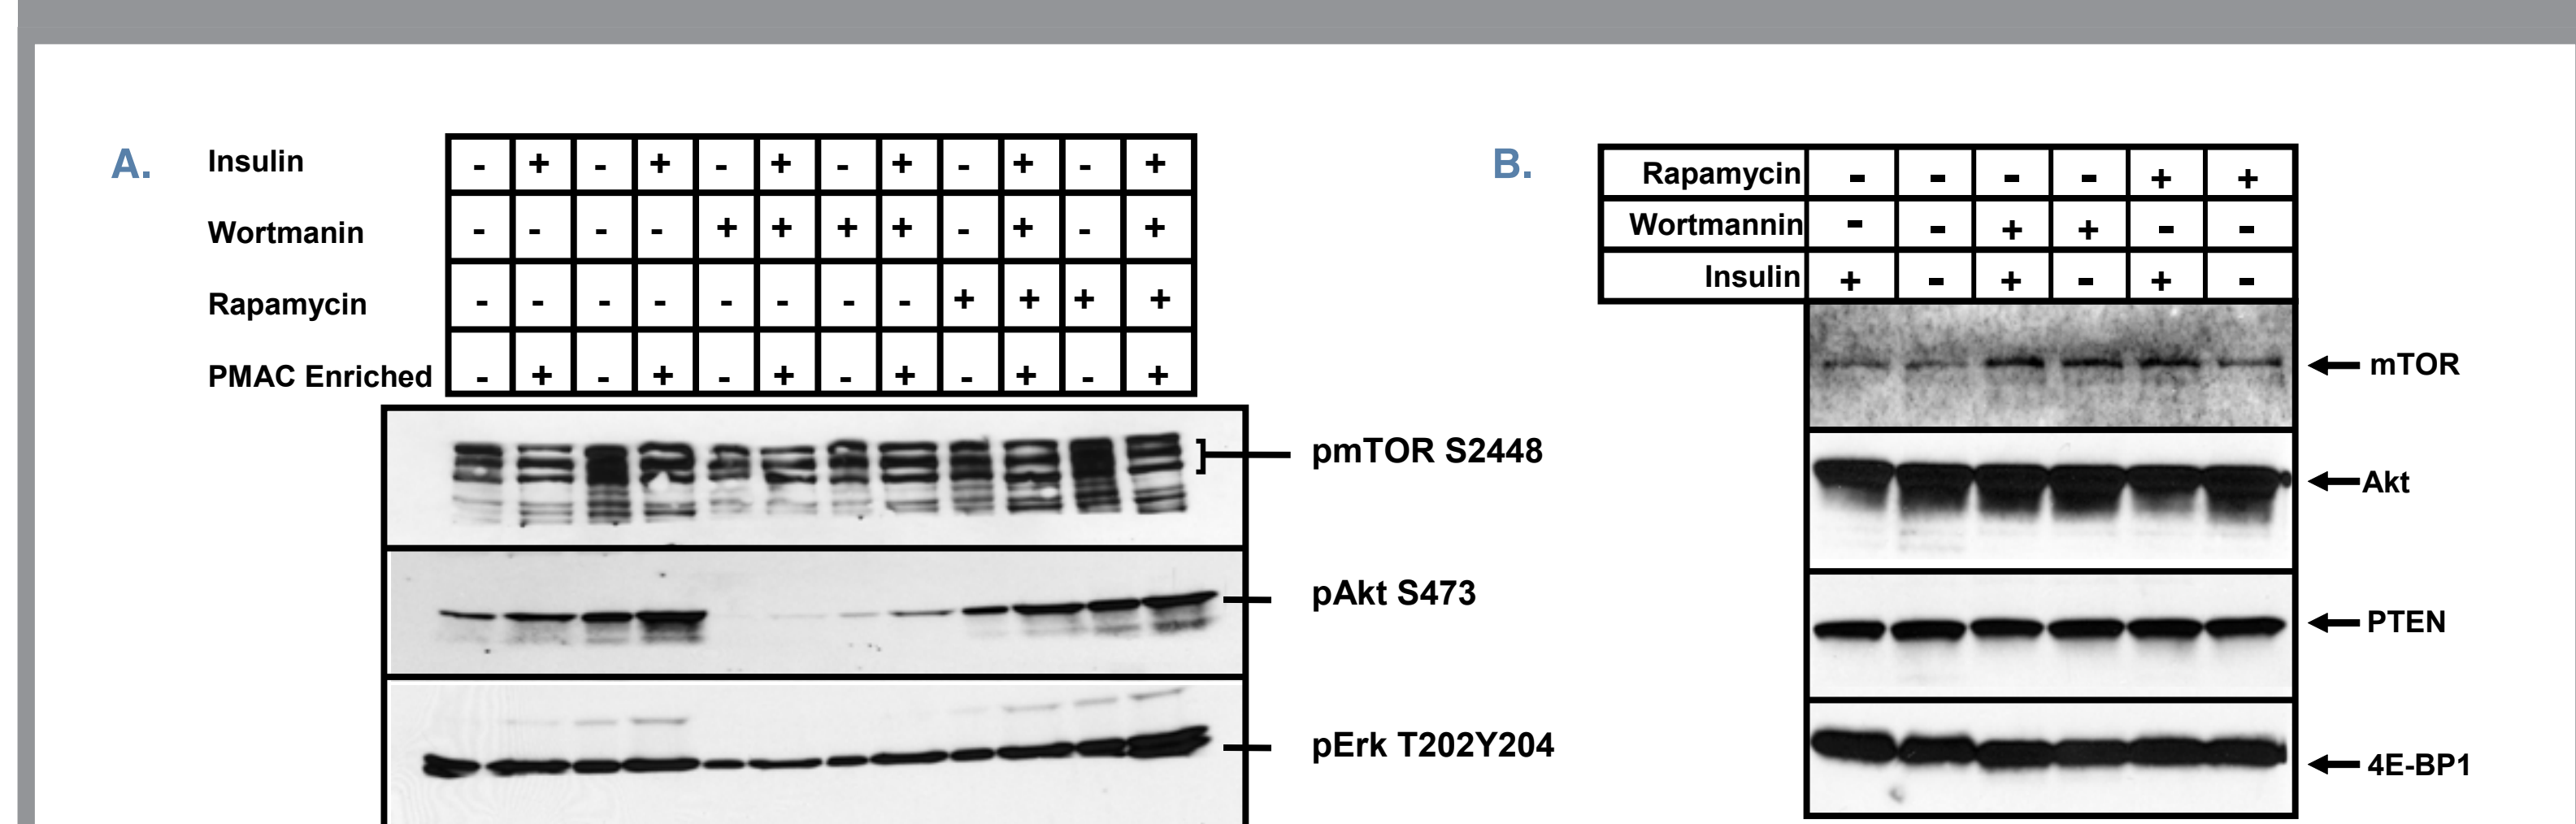 A.
Insulin - + - + - + - + - + - +
Wortmanin - - - - + + + + - + - +
Rapamycin - - - - - - - - + + + +
PMAC Enriched - + - + - + - + - + - +
pmTOR S2448
pAkt S473
pErk T202Y204
B.
Rapamycin - - - - + +
Wortmannin - - + + - -
Insulin + - + - + -
mTOR
Akt
PTEN
4E-BP1